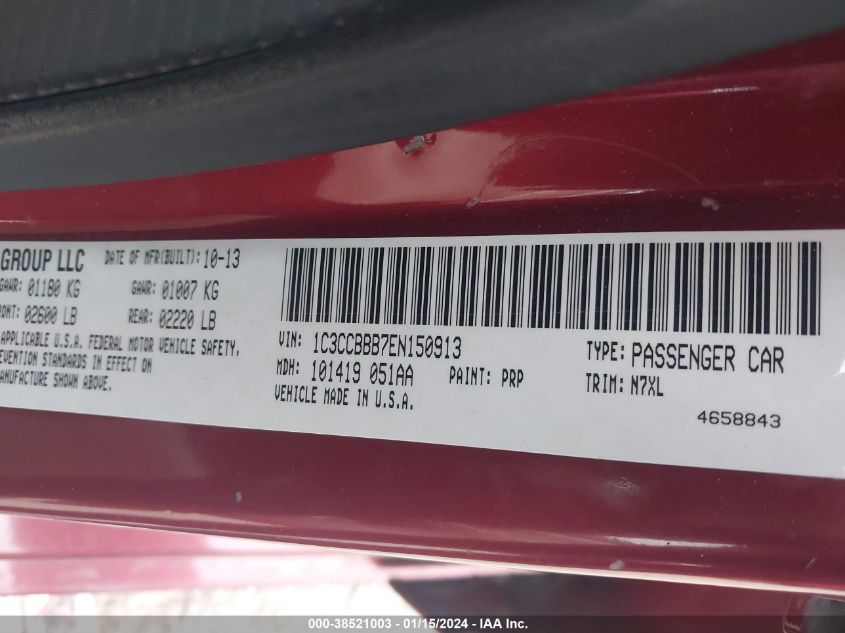 GROUP LLC DATE OF MFR(BUILT): 10-13
GAWR: 01180 KG GAWR: 01007 KG
ONT: 02600 LB REAR: 02220 LB
APPLICABLE U.S.A. FEDERAL MOTOR VEHICLE SAFETY,
EVENTION STANDARDS IN EFFECT ON
ANUFACTURE SHOWN ABOVE.
VIN: 1C3CCBBB7EN150913 TYPE: PASSENGER CAR
MDH: 101419 051AA PAINT: PRP TRIM: N7XL
VEHICLE MADE IN U.S.A.
4658843
000-38521003 - 01/15/2024 - IAA Inc.